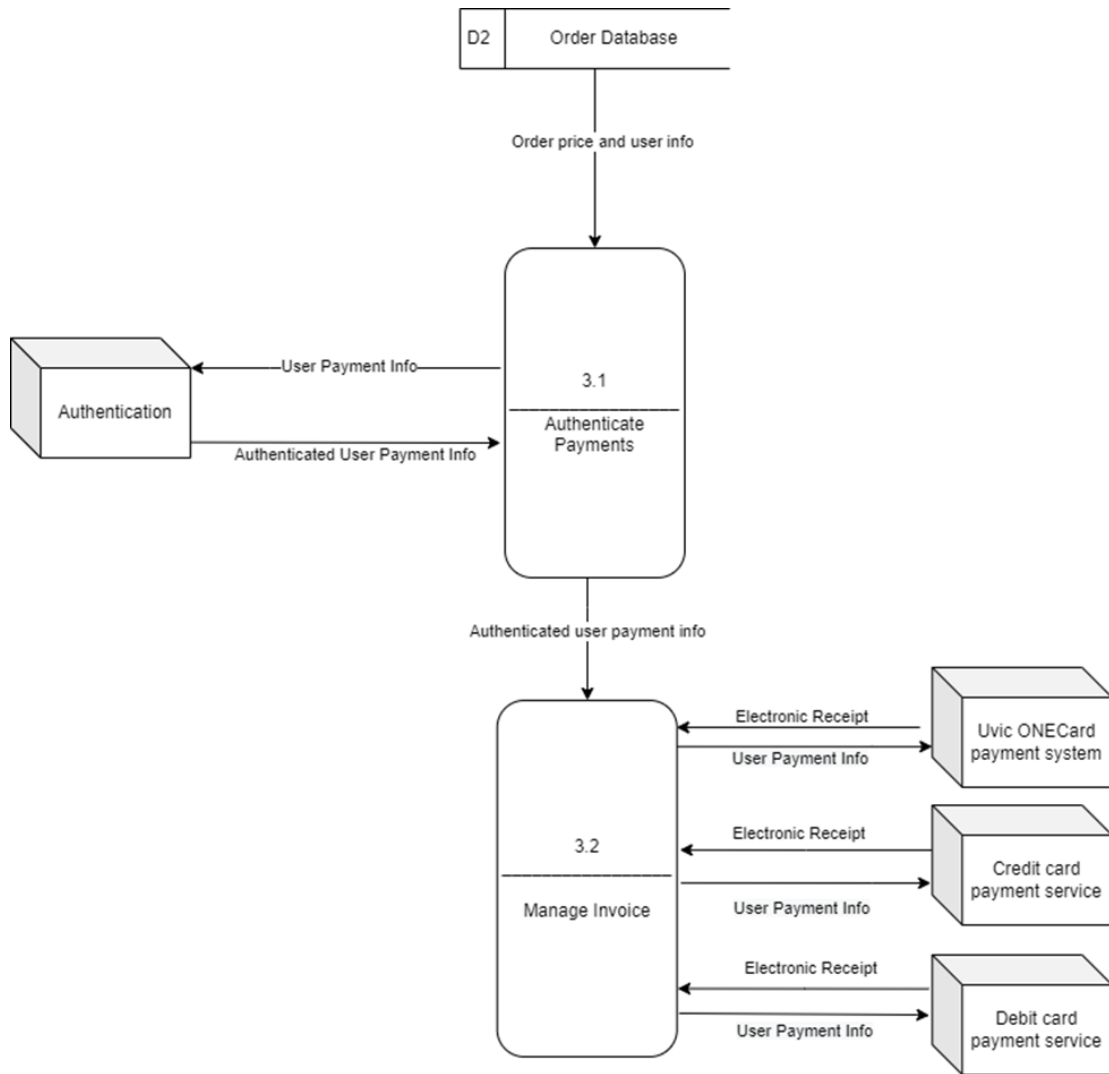 D2
Order Database
Order price and user info
User Payment Info
Authentication
Authenticated User Payment Info
3.1
Authenticate
Payments
Authenticated user payment info
Electronic Receipt
User Payment Info
Uvic ONECard
payment system
3.2
Manage Invoice
Electronic Receipt
User Payment Info
Credit card
payment service
Electronic Receipt
User Payment Info
Debit card
payment service